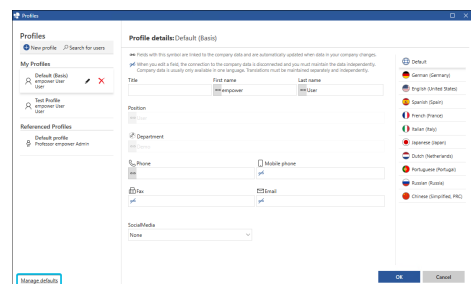 Profiles
Profiles
New profile
Search for users
My Profiles
Default (Basis)
empower User
User
Test Profile
empower User
User
Referenced Profiles
Default profile
Professor empower Admin
Manage defaults
Profile details: Default (Basis)
Fields with this symbol are linked to the company data and are automatically updated when data in your company changes.
When you edit a field, the connection to the company data is disconnected and you must maintain the data independently.
Company data is usually only available in one language. Translations must be maintained separately and independently.
Title
First name
Last name
empower
User
Position
User
Department
Phone
Mobile phone
Fax
Email
SocialMedia
None
Default
German (Germany)
English (United States)
Spanish (Spain)
French (France)
Italian (Italy)
Japanese (Japan)
Dutch (Netherlands)
Portuguese (Portugal)
Russian (Russia)
Chinese (Simplified, PRC)
OK
Cancel